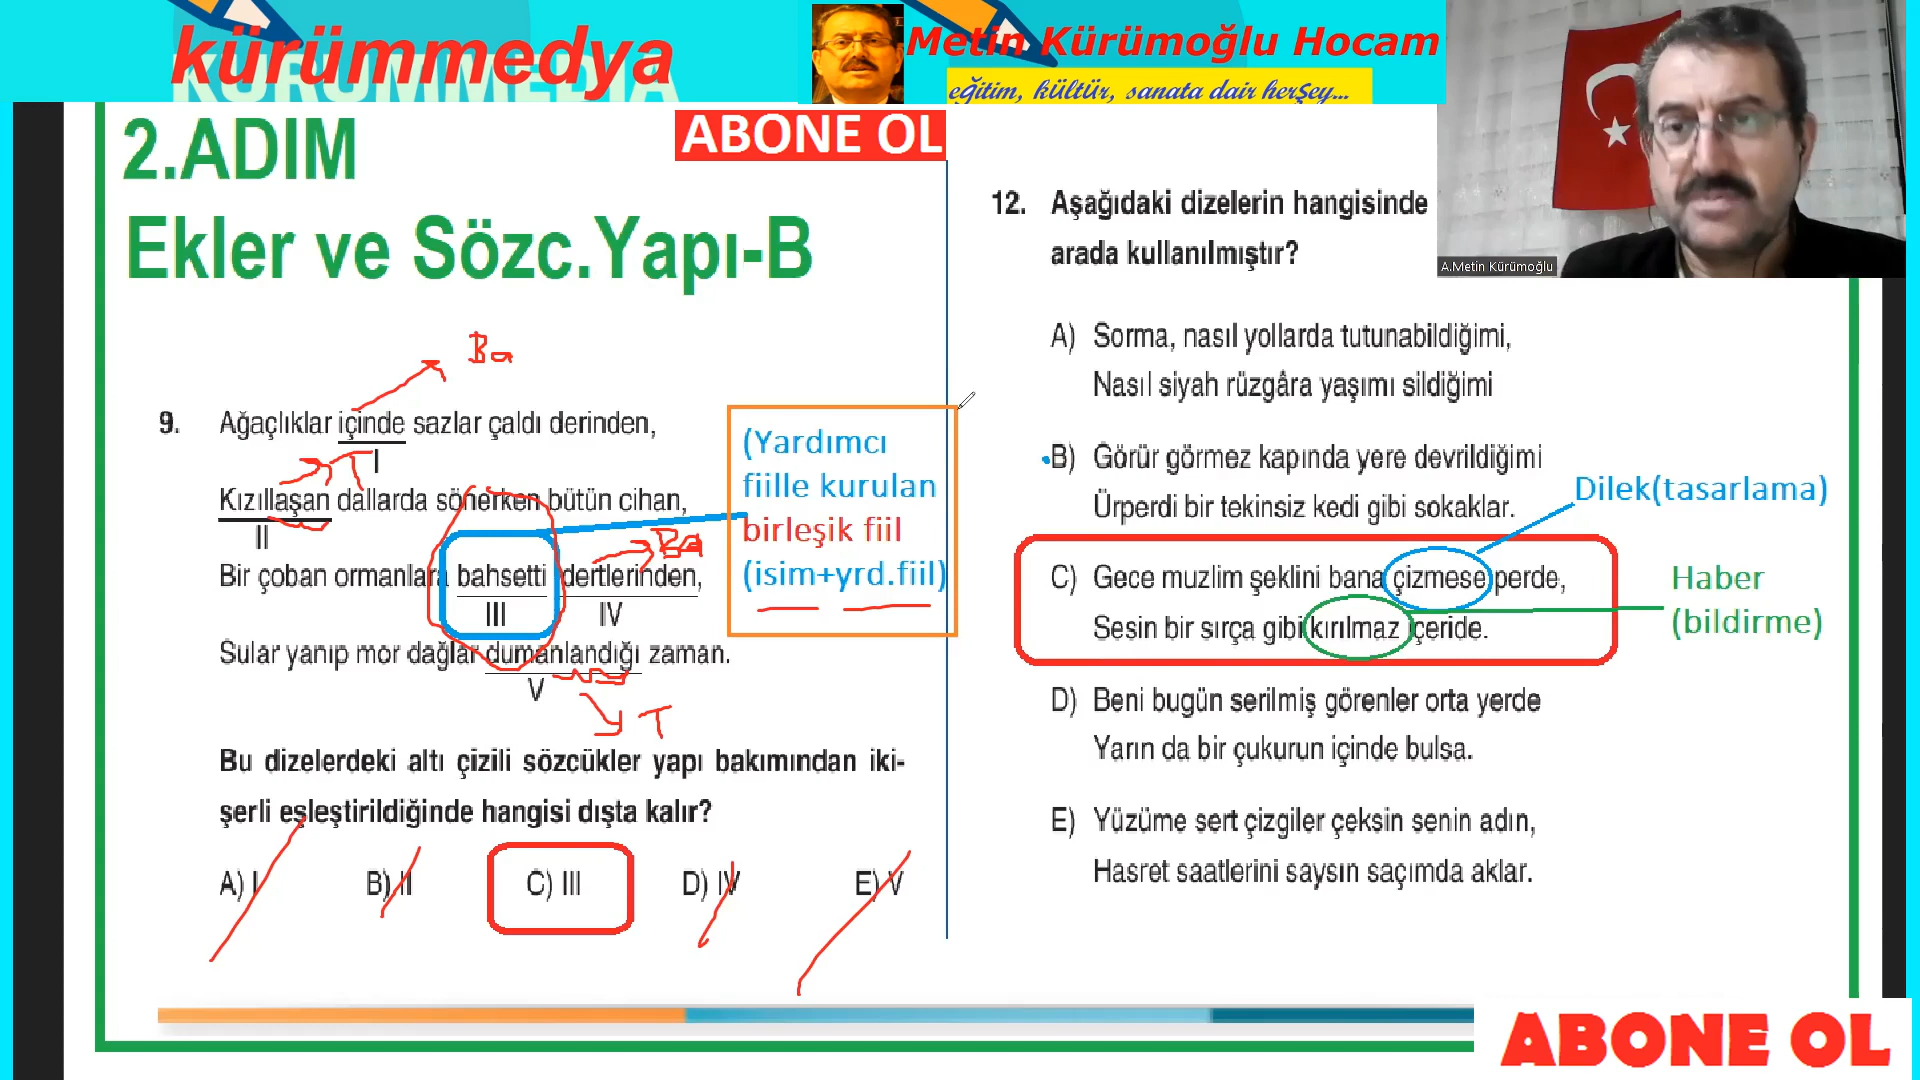 kürümmedya
KURUMMEDIA
Metin Kürümoğlu Hocam
eğitim, kültür, sanata dair herşey...
A.Metin Kürümoğlu
2.ADIM
ABONE OL
Ekler ve Sözc.Yapı-B
Ba
9. Ağaçlıklar içinde sazlar çaldı derinden,
I
T
Kızıllaşan dallarda sönerken bütün cihan,
II
Ba
Bir çoban ormanlara bahsetti dertlerinden,
III IV
Sular yanıp mor dağlar dumanlandığı zaman.
V
T
(Yardımcı
fiille kurulan
birleşik fiil
(isim+yrd.fiil)
Bu dizelerdeki altı çizili sözcükler yapı bakımından iki-
şerli eşleştirildiğinde hangisi dışta kalır?
A) I B) II C) III D) IV E) V
12. Aşağıdaki dizelerin hangisinde
arada kullanılmıştır?
A) Sorma, nasıl yollarda tutunabildiğimi,
Nasıl siyah rüzgâra yaşımı sildiğimi
B) Görür görmez kapında yere devrildiğimi
Ürperdi bir tekinsiz kedi gibi sokaklar.
Dilek(tasarlama)
C) Gece muzlim şeklini bana çizmese perde,
Sesin bir sırça gibi kırılmaz içeride.
Haber
(bildirme)
D) Beni bugün serilmiş görenler orta yerde
Yarın da bir çukurun içinde bulsa.
E) Yüzüme sert çizgiler çeksin senin adın,
Hasret saatlerini saysın saçımda aklar.
ABONE OL